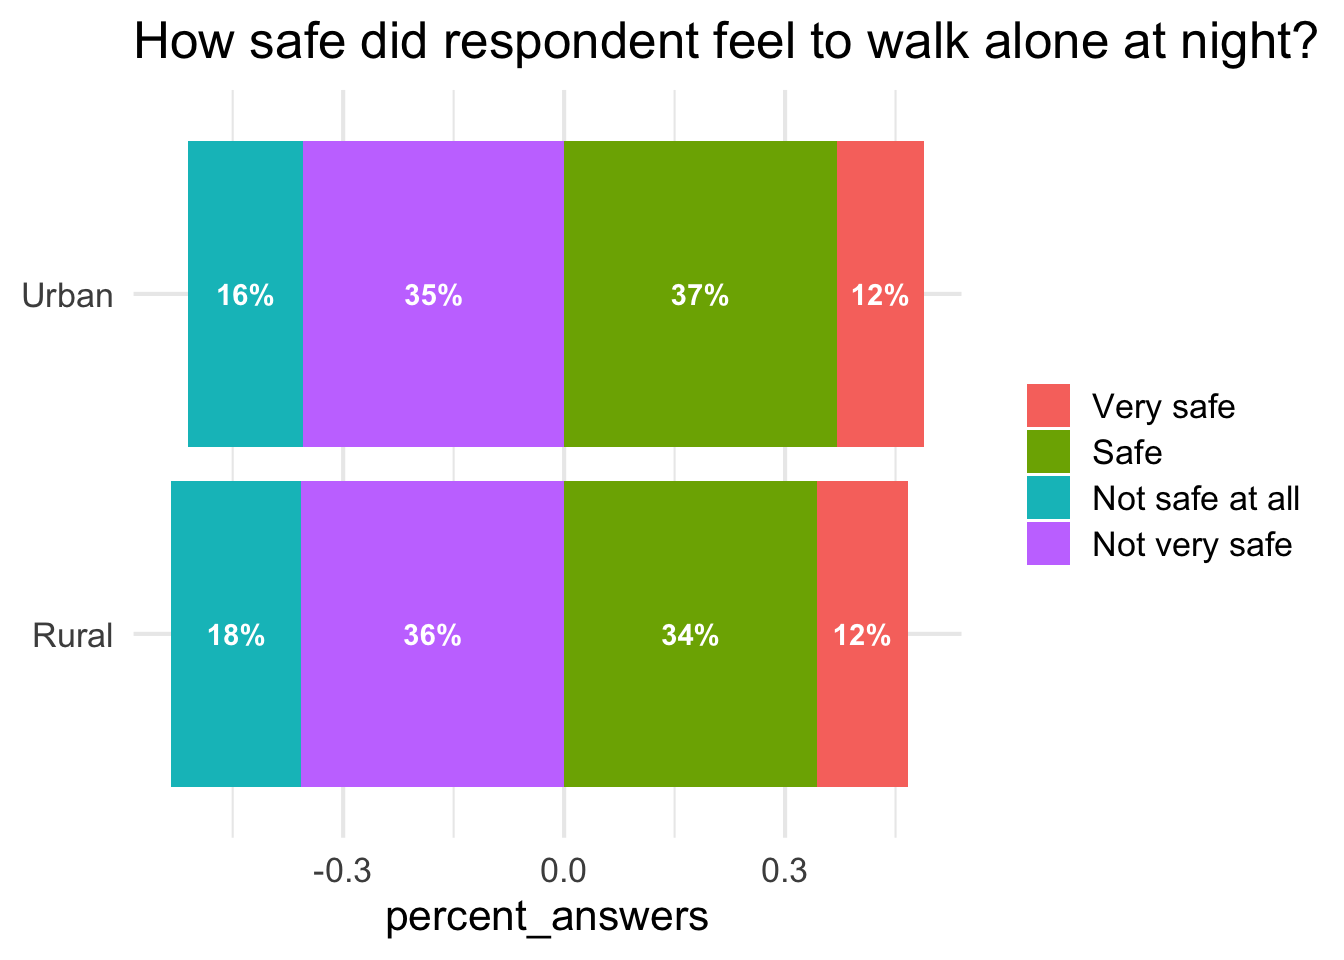 How safe did respondent feel to walk alone at night?
Urban
16% 35% 37% 12%
Rural
18% 36% 34% 12%
-0.3 0.0 0.3
percent_answers
Very safe
Safe
Not safe at all
Not very safe